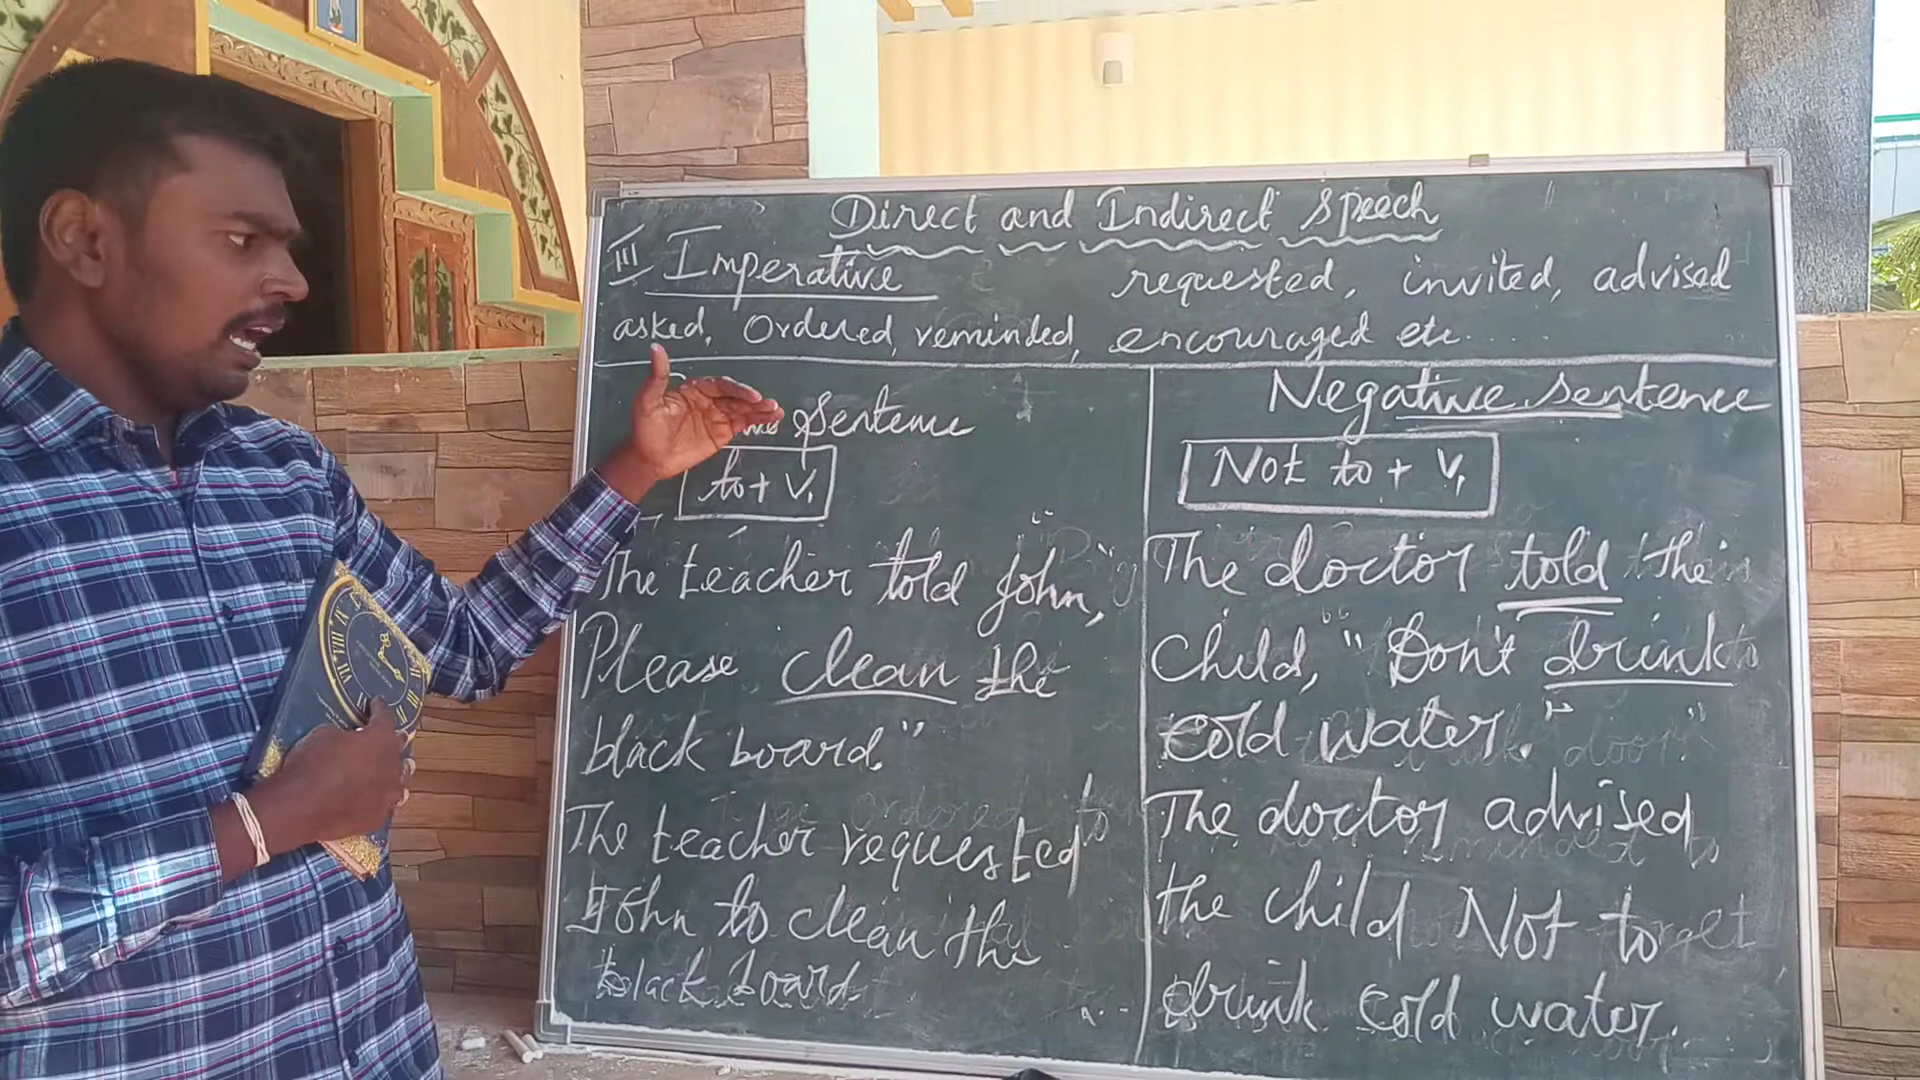 Direct and Indirect Speech
III Imperative requested, invited, advised
asked, Ordered, reminded, encouraged etc.....
Sentence
to + V1
The teacher told John,
Please clean the
black board."
The teacher requested
John to clean the
black board.
Negative sentence
Not to + V1
The doctor told the
child, "Don't drink
cold water."
The doctor advised
the child Not to
drink cold water.